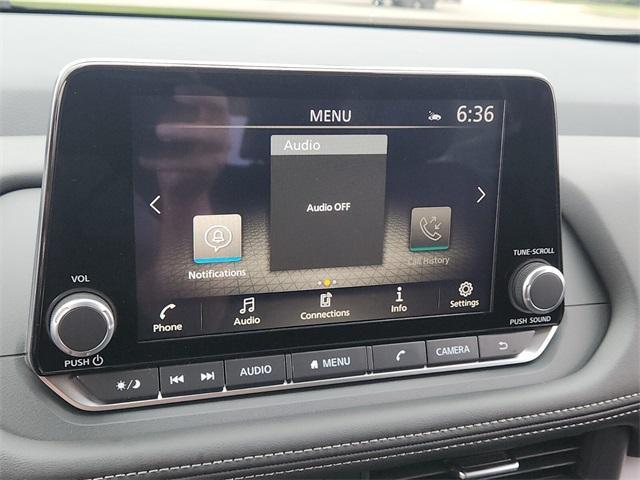 MENU
6:36
Audio
Audio OFF
Notifications
Call History
Phone
Audio
Connections
Info
Settings
VOL
PUSH
TUNE·SCROLL
PUSH SOUND
AUDIO
MENU
CAMERA